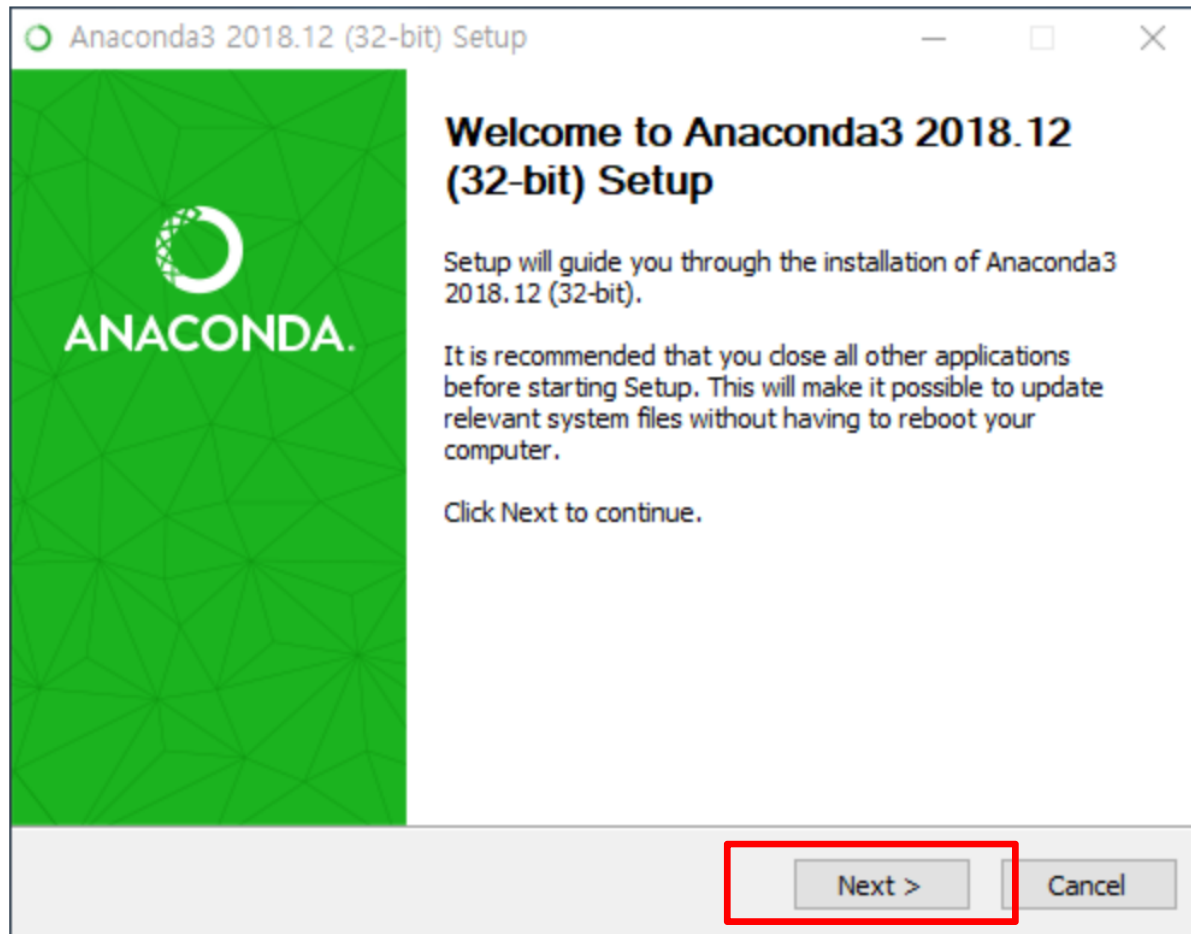 Anaconda3 2018.12 (32-bit) Setup
Welcome to Anaconda3 2018.12
(32-bit) Setup
ANACONDA.
Setup will guide you through the installation of Anaconda3
2018.12 (32-bit).
It is recommended that you close all other applications
before starting Setup. This will make it possible to update
relevant system files without having to reboot your
computer.
Click Next to continue.
Next >
Cancel